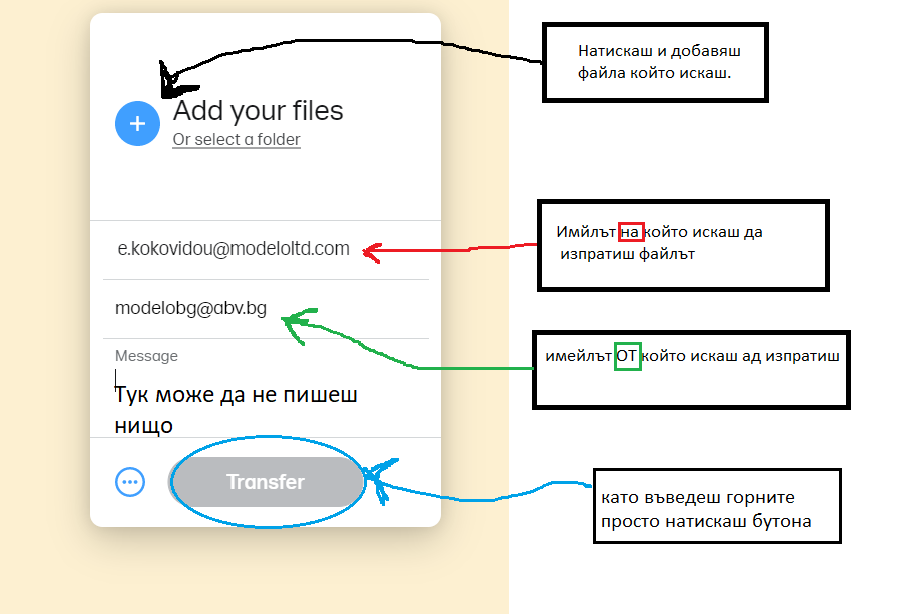 Натискаш и добавяш
файла който искаш.
Add your files
Or select a folder
Имйлът на който искаш да
изпратиш файлът
e.kokovidou@modeloltd.com
modelobg@abv.bg
имейлът ОТ който искаш ад изпратиш
Message
Тук може да не пишеш
нищо
Transfer
като въведеш горните
просто натискаш бутона